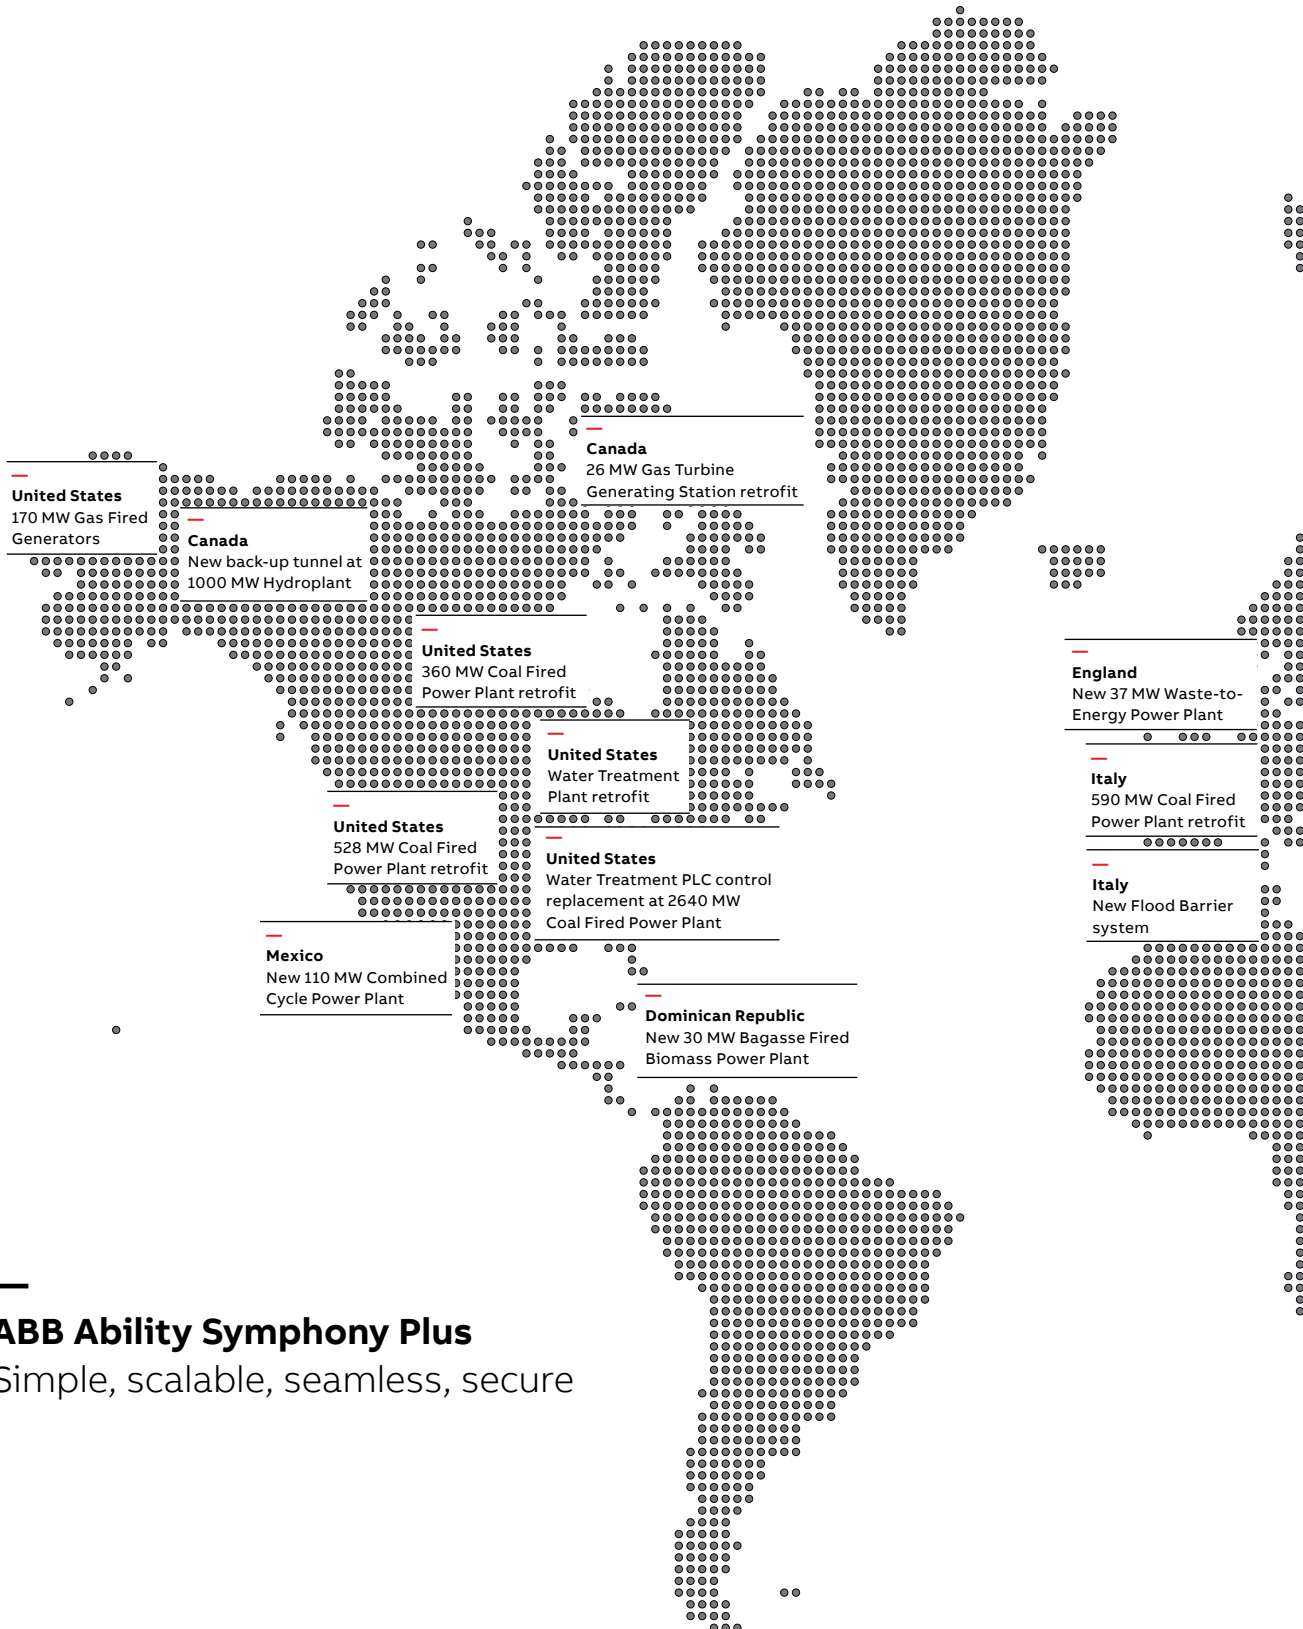 Canada
26 MW Gas Turbine
Generating Station retrofit
United States
170 MW Gas Fired
Generators
Canada
New back-up tunnel at
1000 MW Hydroplant
United States
360 MW Coal Fired
Power Plant retrofit
England
New 37 MW Waste-to-
Energy Power Plant
United States
Water Treatment
Plant retrofit
Italy
590 MW Coal Fired
Power Plant retrofit
United States
528 MW Coal Fired
Power Plant retrofit
United States
Water Treatment PLC control
replacement at 2640 MW
Coal Fired Power Plant
Italy
New Flood Barrier
system
Mexico
New 110 MW Combined
Cycle Power Plant
Dominican Republic
New 30 MW Bagasse Fired
Biomass Power Plant
ABB Ability Symphony Plus
Simple, scalable, seamless, secure